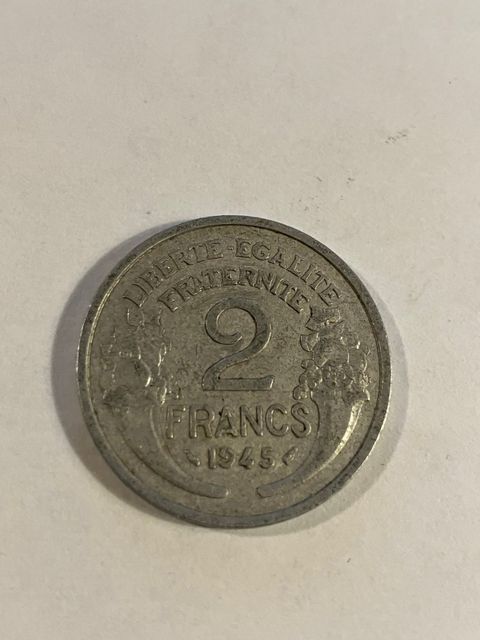 LIBERTE-EGALITE
FRATERNITE
2
FRANCS
1945